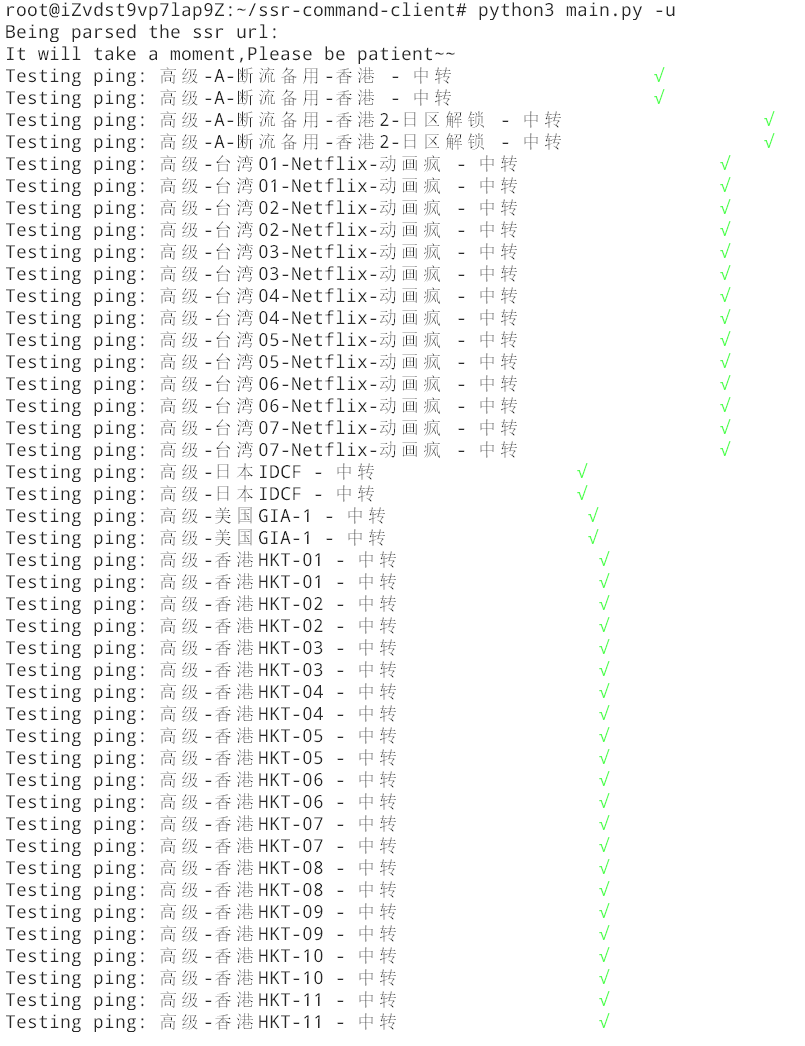 root@iZvdst9vp7lap9Z:~/ssr-command-client# python3 main.py -u
Being parsed the ssr url:
It will take a moment,Please be patient~~
Testing ping: 高级-A-断流备用-香港 - 中转 √
Testing ping: 高级-A-断流备用-香港 - 中转 √
Testing ping: 高级-A-断流备用-香港2-日区解锁 - 中转 √
Testing ping: 高级-A-断流备用-香港2-日区解锁 - 中转 √
Testing ping: 高级-台湾01-Netflix-动画疯 - 中转 √
Testing ping: 高级-台湾01-Netflix-动画疯 - 中转 √
Testing ping: 高级-台湾02-Netflix-动画疯 - 中转 √
Testing ping: 高级-台湾02-Netflix-动画疯 - 中转 √
Testing ping: 高级-台湾03-Netflix-动画疯 - 中转 √
Testing ping: 高级-台湾03-Netflix-动画疯 - 中转 √
Testing ping: 高级-台湾04-Netflix-动画疯 - 中转 √
Testing ping: 高级-台湾04-Netflix-动画疯 - 中转 √
Testing ping: 高级-台湾05-Netflix-动画疯 - 中转 √
Testing ping: 高级-台湾05-Netflix-动画疯 - 中转 √
Testing ping: 高级-台湾06-Netflix-动画疯 - 中转 √
Testing ping: 高级-台湾06-Netflix-动画疯 - 中转 √
Testing ping: 高级-台湾07-Netflix-动画疯 - 中转 √
Testing ping: 高级-台湾07-Netflix-动画疯 - 中转 √
Testing ping: 高级-日本IDCF - 中转 √
Testing ping: 高级-日本IDCF - 中转 √
Testing ping: 高级-美国GIA-1 - 中转 √
Testing ping: 高级-美国GIA-1 - 中转 √
Testing ping: 高级-香港HKT-01 - 中转 √
Testing ping: 高级-香港HKT-01 - 中转 √
Testing ping: 高级-香港HKT-02 - 中转 √
Testing ping: 高级-香港HKT-02 - 中转 √
Testing ping: 高级-香港HKT-03 - 中转 √
Testing ping: 高级-香港HKT-03 - 中转 √
Testing ping: 高级-香港HKT-04 - 中转 √
Testing ping: 高级-香港HKT-04 - 中转 √
Testing ping: 高级-香港HKT-05 - 中转 √
Testing ping: 高级-香港HKT-05 - 中转 √
Testing ping: 高级-香港HKT-06 - 中转 √
Testing ping: 高级-香港HKT-06 - 中转 √
Testing ping: 高级-香港HKT-07 - 中转 √
Testing ping: 高级-香港HKT-07 - 中转 √
Testing ping: 高级-香港HKT-08 - 中转 √
Testing ping: 高级-香港HKT-08 - 中转 √
Testing ping: 高级-香港HKT-09 - 中转 √
Testing ping: 高级-香港HKT-09 - 中转 √
Testing ping: 高级-香港HKT-10 - 中转 √
Testing ping: 高级-香港HKT-10 - 中转 √
Testing ping: 高级-香港HKT-11 - 中转 √
Testing ping: 高级-香港HKT-11 - 中转 √